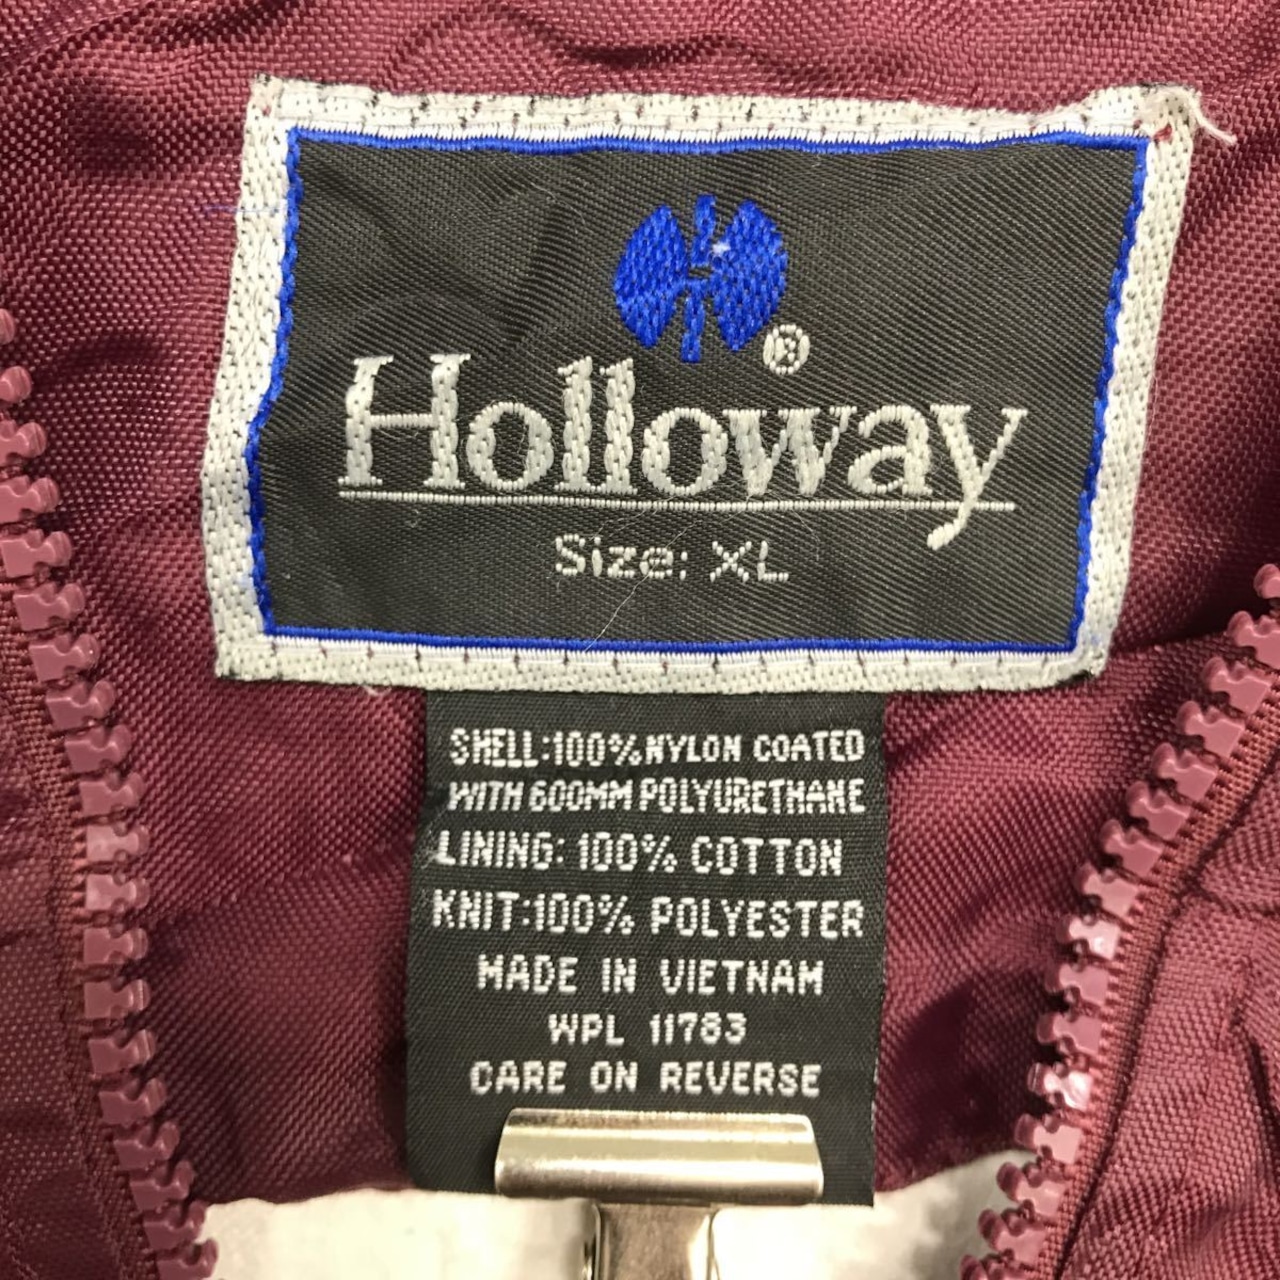 ®
Holloway
Size: XL
SHELL:100%NYLON COATED
WITH 600MM POLYURETHANE
LINING: 100% COTTON
KNIT:100% POLYESTER
MADE IN VIETNAM
WPL 11783
CARE ON REVERSE